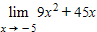 lim 9x² + 45x
x → −5